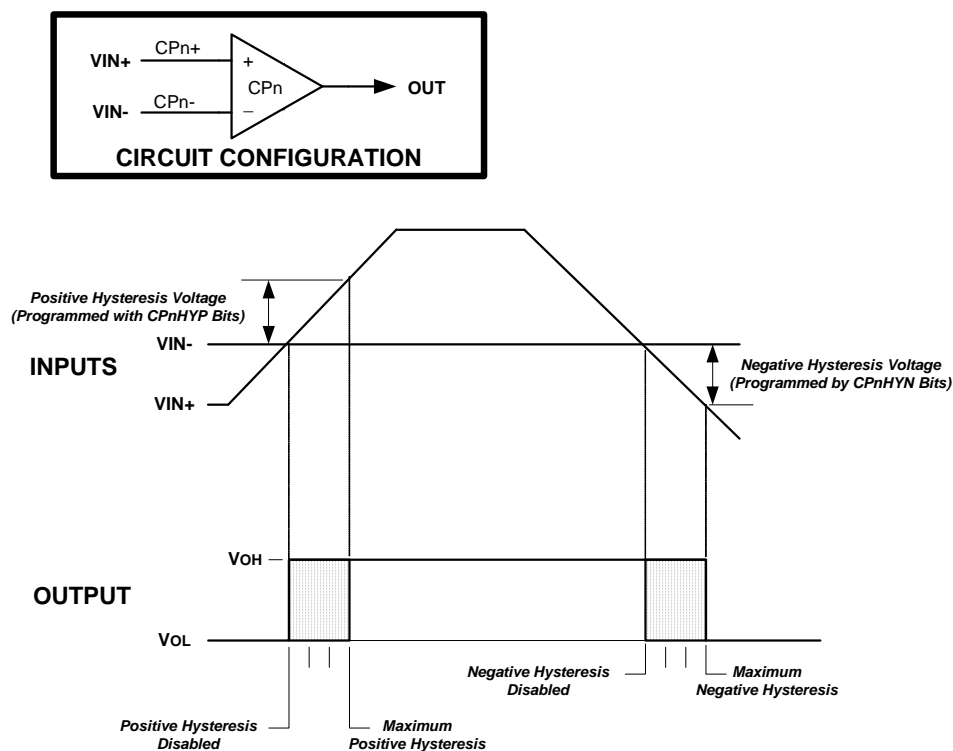 VIN+
CPn+
+
CPn
OUT
VIN-
CPn-
−
CIRCUIT CONFIGURATION
Positive Hysteresis Voltage
(Programmed with CPnHYP Bits)
VIN-
INPUTS
Negative Hysteresis Voltage
(Programmed by CPnHYN Bits)
VIN+
VOH
OUTPUT
VOL
Negative Hysteresis
Disabled
Maximum
Negative Hysteresis
Positive Hysteresis
Disabled
Maximum
Positive Hysteresis